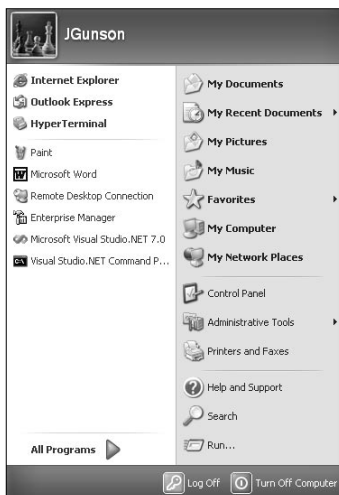 JGunson
Internet Explorer
Outlook Express
HyperTerminal
Paint
Microsoft Word
Remote Desktop Connection
Enterprise Manager
Microsoft Visual Studio .NET 7.0
Visual Studio .NET Command P...
All Programs
My Documents
My Recent Documents
My Pictures
My Music
Favorites
My Computer
My Network Places
Control Panel
Administrative Tools
Printers and Faxes
Help and Support
Search
Run...
Log Off
Turn Off Computer